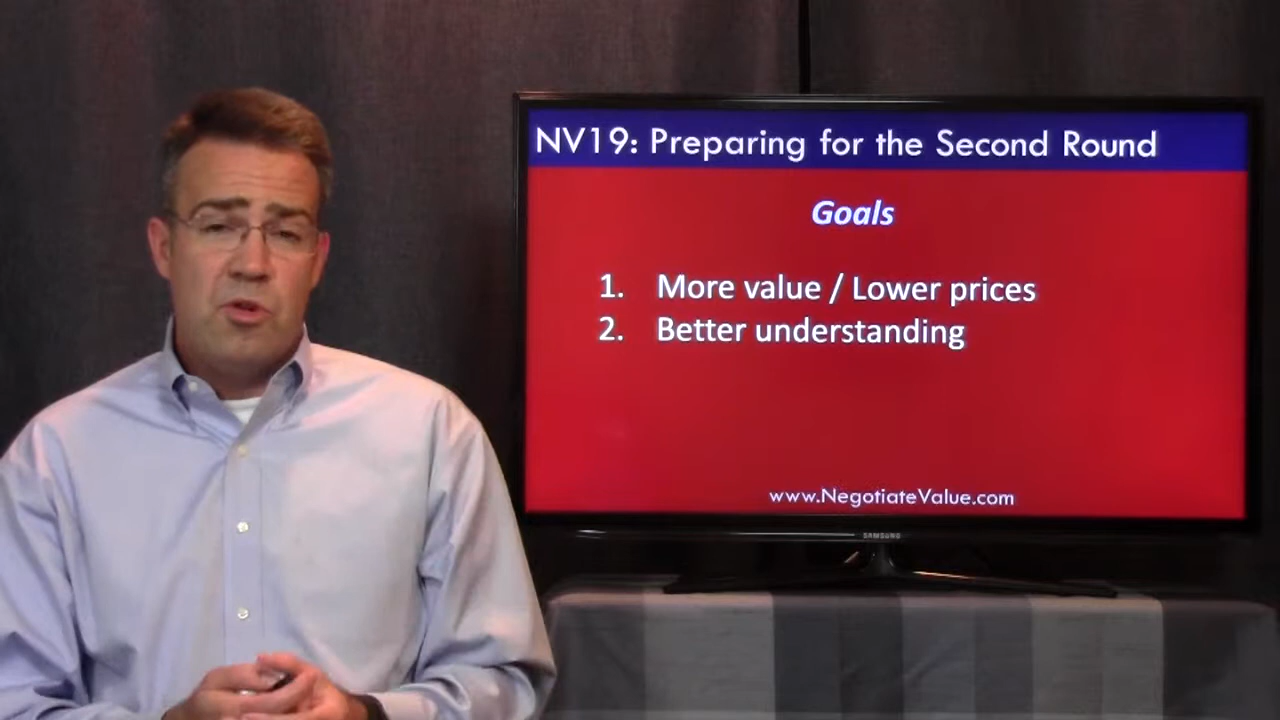 NV19: Preparing for the Second Round
Goals
1. More value / Lower prices
2. Better understanding
www.NegotiateValue.com
SAMSUNG